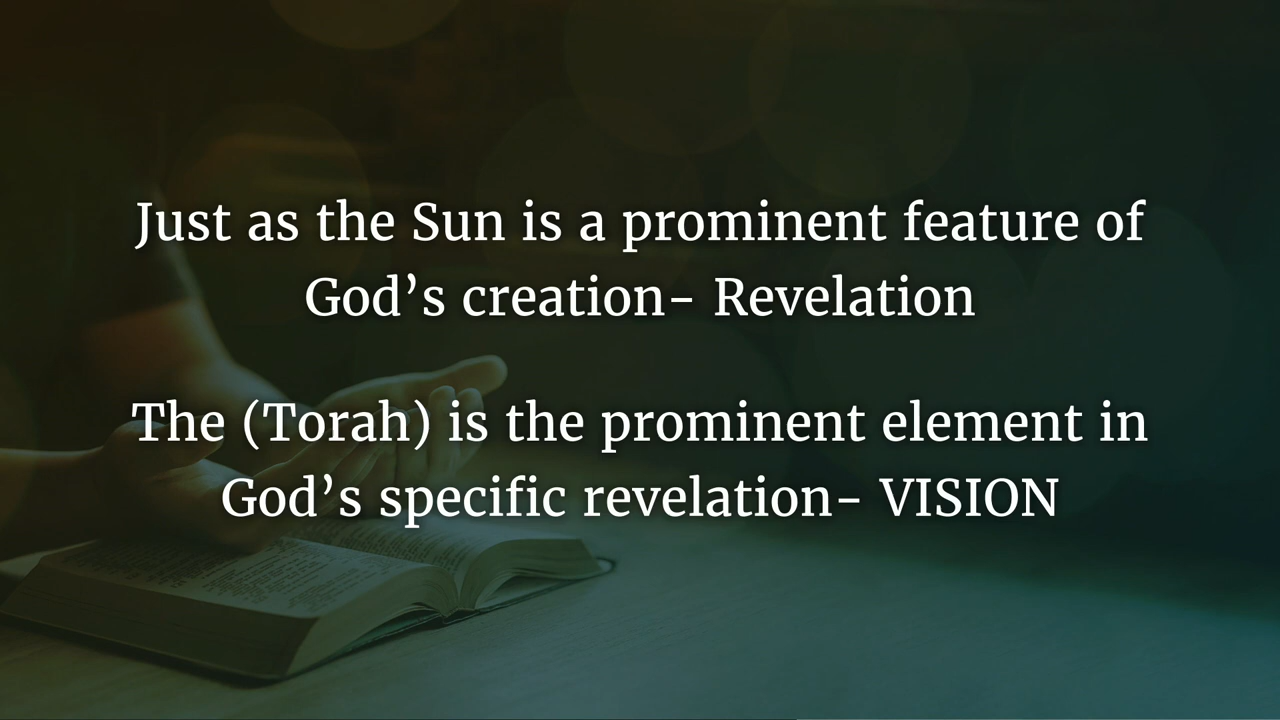 Just as the Sun is a prominent feature of
God’s creation- Revelation
The (Torah) is the prominent element in
God’s specific revelation- VISION